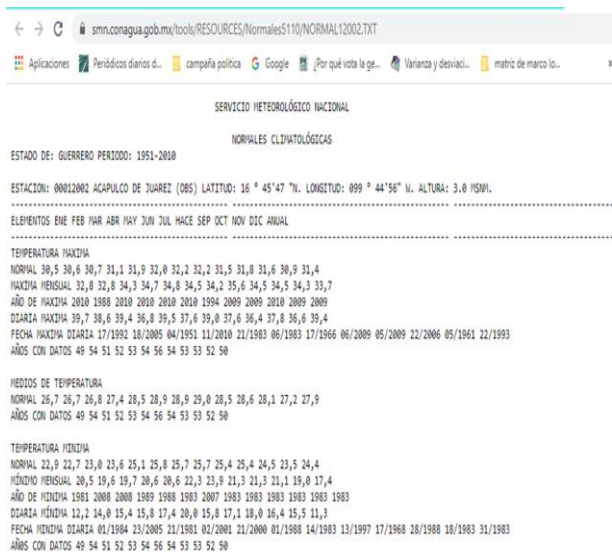 smn.conagua.gob.mx/tools/RESOURCES/Normales5110/NORMAL12002.TXT
Aplicaciones Periódicos diarios d... campaña politica Google ¿Por qué vota la ge... Varianza y desviaci... matriz de marco lo...
SERVICIO METEOROLÓGICO NACIONAL
NORMALES CLIMATOLÓGICAS
ESTADO DE: GUERRERO PERIODO: 1951-2010
ESTACION: 00012002 ACAPULCO DE JUAREZ (OBS) LATITUD: 16 ° 45'47 "N. LONGITUD: 099 ° 44'56" W. ALTURA: 3.0 MSNM.
ELEMENTOS ENE FEB MAR ABR MAY JUN JUL HACE SEP OCT NOV DIC ANUAL
TEMPERATURA MAXIMA
NORMAL 30,5 30,6 30,7 31,1 31,9 32,0 32,2 32,2 31,5 31,8 31,6 30,9 31,4
MAXIMA MENSUAL 32,8 32,8 34,3 34,7 34,8 34,5 34,2 35,6 34,5 34,5 34,3 33,7
AÑO DE MAXIMA 2010 1988 2010 2010 2010 2010 1994 2009 2009 2010 2009 2009
DIARIA MAXIMA 39,7 38,6 39,4 36,8 39,5 37,6 39,0 37,6 36,4 37,8 36,6 39,4
FECHA MAXIMA DIARIA 17/1992 18/2005 04/1951 11/2010 21/1983 06/1983 17/1966 06/2009 05/2009 22/2006 05/1961 22/1993
AÑOS CON DATOS 49 54 51 52 53 54 56 54 53 53 52 50
MEDIOS DE TEMPERATURA
NORMAL 26,7 26,7 26,8 27,4 28,5 28,9 28,9 29,0 28,5 28,6 28,1 27,2 27,9
AÑOS CON DATOS 49 54 51 52 53 54 56 54 53 53 52 50
TEMPERATURA MINIMA
NORMAL 22,9 22,7 23,0 23,6 25,1 25,8 25,7 25,7 25,4 25,4 24,5 23,5 24,4
MÍNIMO MENSUAL 20,5 19,6 19,7 20,6 20,6 22,3 23,9 21,3 21,3 21,1 19,0 17,4
AÑO DE MINIMA 1981 2008 2008 1989 1988 1983 2007 1983 1983 1983 1983 1983 1983
DIARIA MÍNIMA 12,2 14,0 15,4 15,8 17,4 20,0 15,8 17,1 18,0 16,4 15,5 11,3
FECHA MINIMA DIARIA 01/1984 23/2005 21/1981 02/2001 21/2000 01/1988 14/1983 13/1997 17/1968 28/1988 18/1983 31/1983
AÑOS CON DATOS 49 54 51 52 53 54 56 54 53 53 52 50